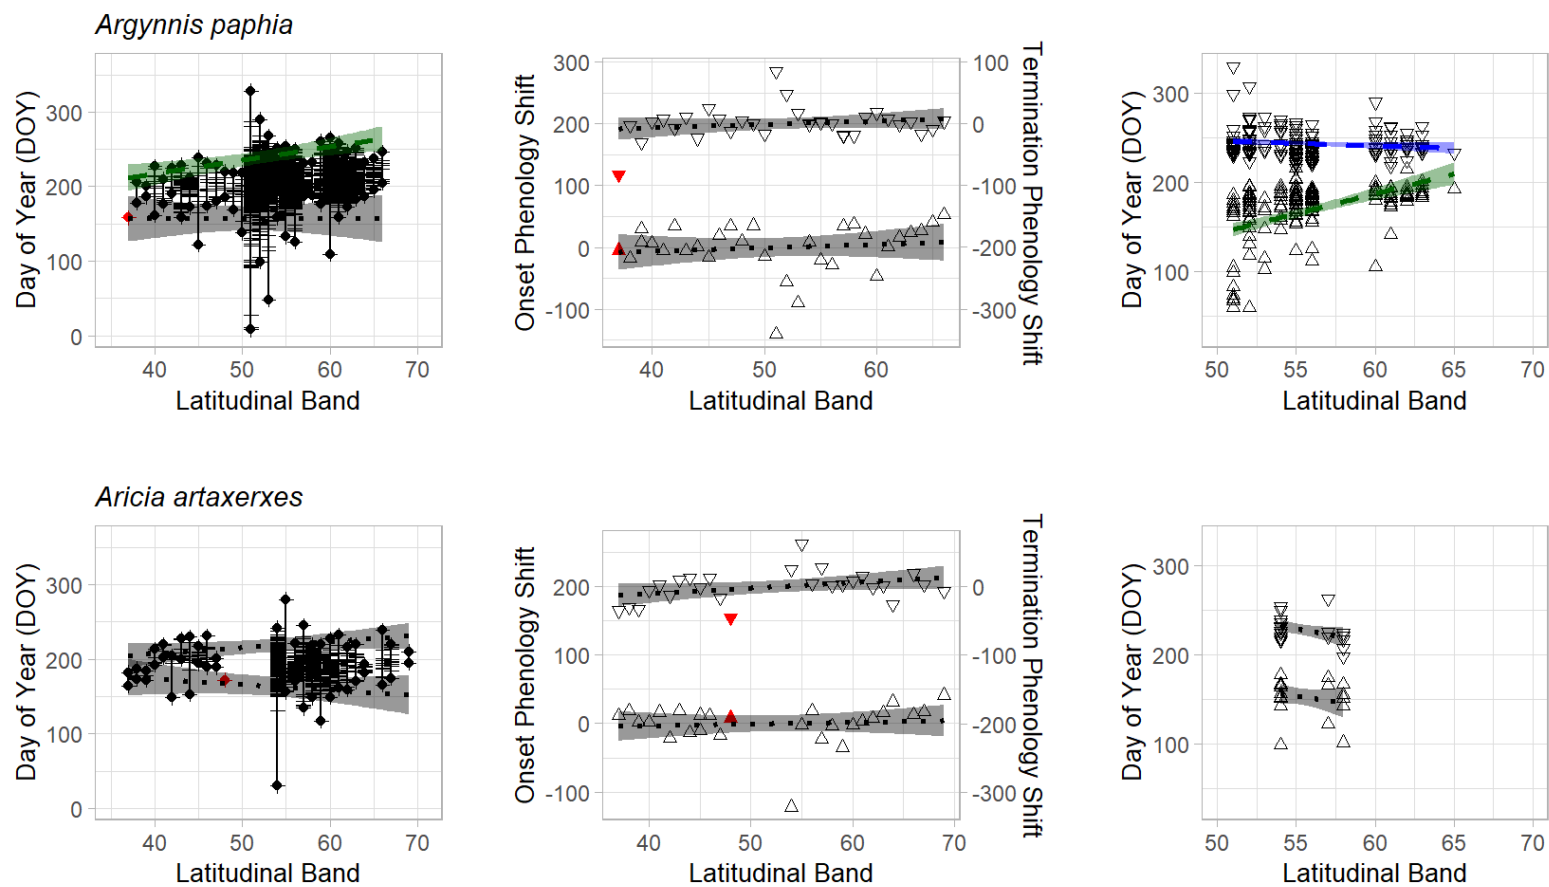 Argynnis paphia
Day of Year (DOY)
300
200
100
0
40 50 60 70
Latitudinal Band
Onset Phenology Shift
300
200
100
0
-100
40 50 60
Latitudinal Band
100
0
-100
-200
-300
Termination Phenology Shift
Day of Year (DOY)
300
200
100
50 55 60 65 70
Latitudinal Band
Aricia artaxerxes
Day of Year (DOY)
300
200
100
0
40 50 60 70
Latitudinal Band
Onset Phenology Shift
200
100
0
-100
40 50 60 70
Latitudinal Band
0
-100
-200
-300
Termination Phenology Shift
Day of Year (DOY)
300
200
100
50 55 60 65 70
Latitudinal Band